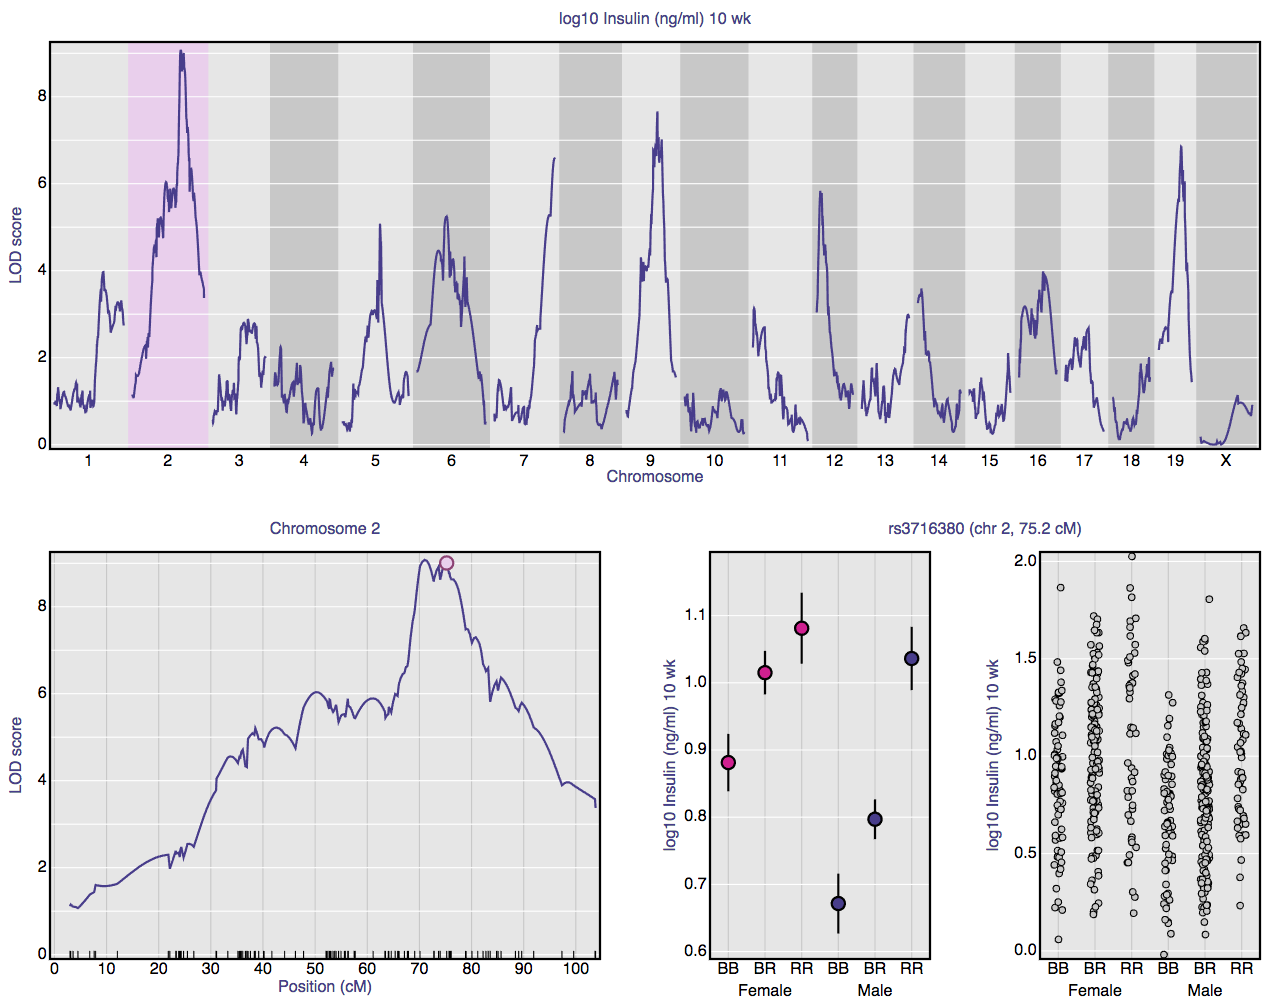 log10 Insulin (ng/ml) 10 wk
LOD score
8
6
4
2
0
1 2 3 4 5 6 7 8 9 10 11 12 13 14 15 16 17 18 19 X
Chromosome
Chromosome 2
LOD score
8
6
4
2
0
0 10 20 30 40 50 60 70 80 90 100
Position (cM)
rs3716380 (chr 2, 75.2 cM)
log10 Insulin (ng/ml) 10 wk
1.1
1.0
0.9
0.8
0.7
0.6
BB BR RR BB BR RR
Female Male
log10 Insulin (ng/ml) 10 wk
2.0
1.5
1.0
0.5
0.0
BB BR RR BB BR RR
Female Male